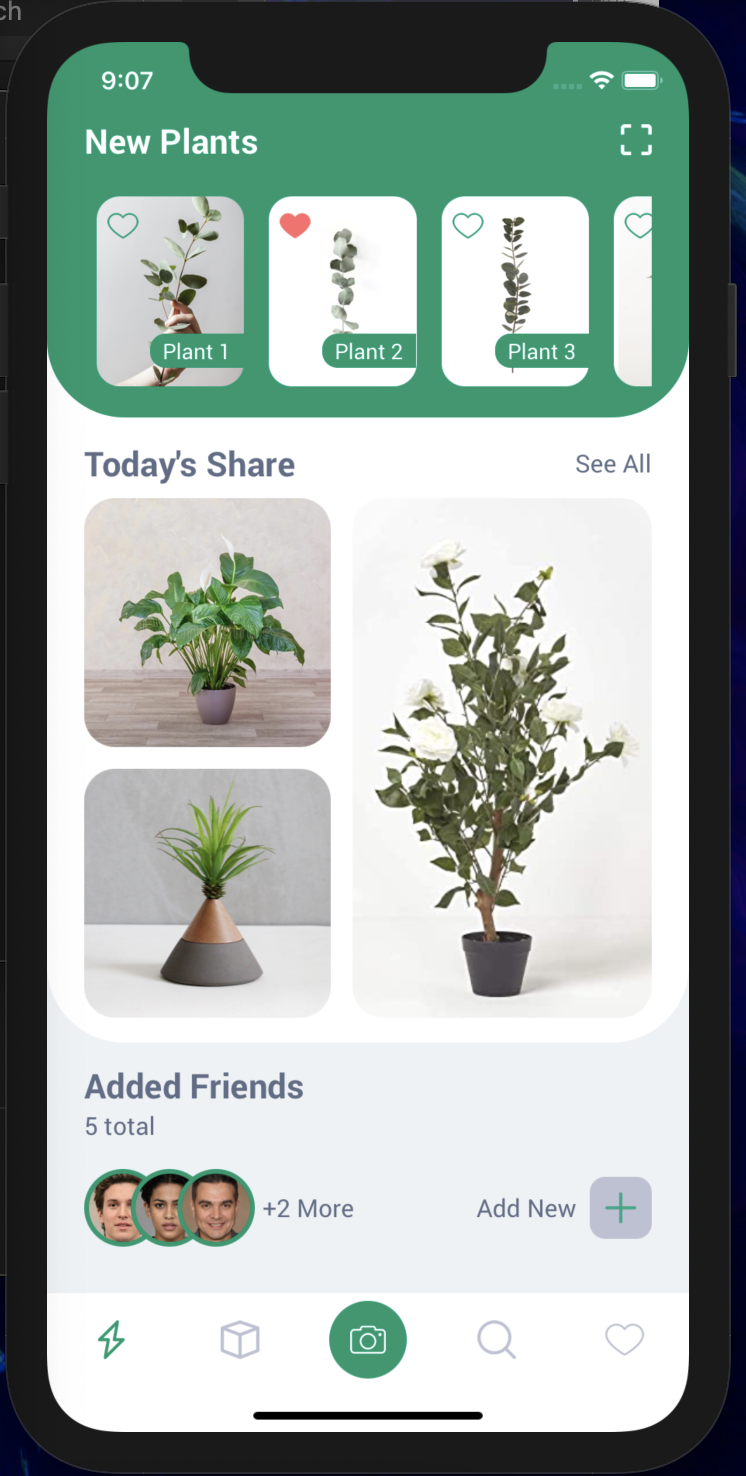 ch
9:07
New Plants
Plant 1
Plant 2
Plant 3
Today's Share
See All
Added Friends
5 total
+2 More
Add New